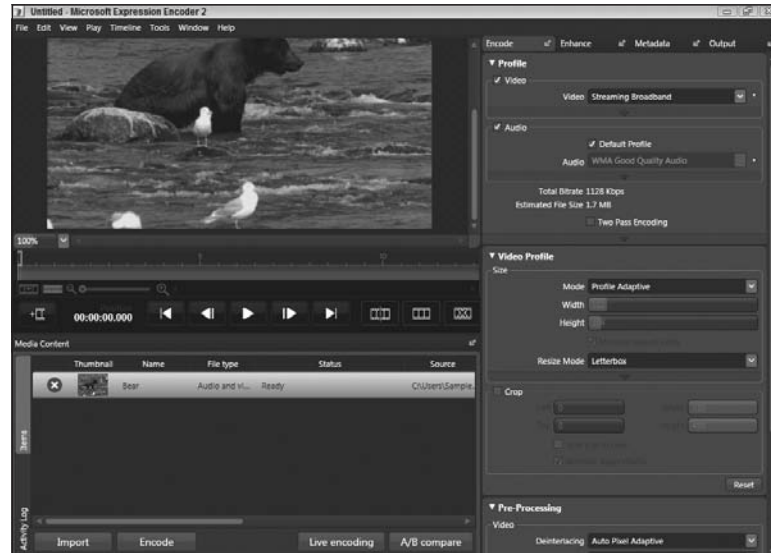 Untitled - Microsoft Expression Encoder 2
File Edit View Play Timeline Tools Window Help
Encode Enhance Metadata Output
Profile
Video
Video Streaming Broadband
Audio
Default Profile
Audio WMA Good Quality Audio
Total Bitrate 1128 Kbps
Estimated File Size 1.7 MB
Two Pass Encoding
100%
00:00:00.000
Video Profile
Size
Mode Profile Adaptive
Width
Height
Resize Mode Letterbox
Crop
Reset
Media Content
Thumbnail Name File type Status Source
Bear Audio and vi... Ready C:\Users\Sample.
Items
Activity Log
Import Encode Live encoding A/B compare
Pre-Processing
Video
Deinterlacing Auto Pixel Adaptive